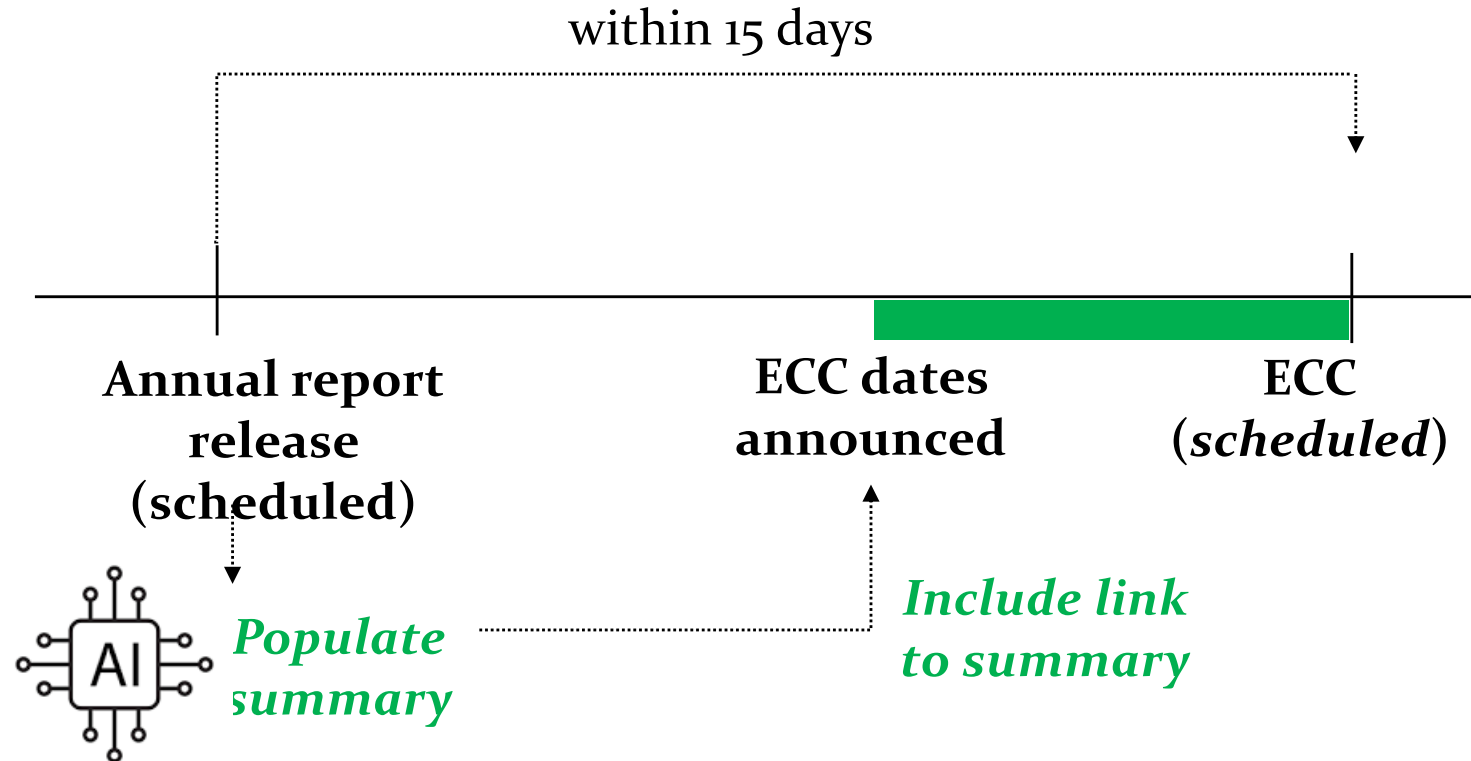 within 15 days
Annual report
release
(scheduled)
ECC dates
announced
ECC
(scheduled)
AI
Populate
summary
Include link
to summary